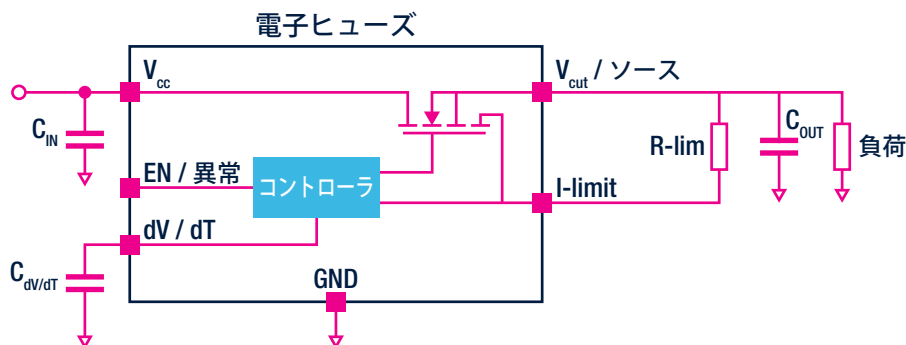 電子ヒューズ
Vcc
Vcut / ソース
CIN
COUT
R-lim
負荷
EN / 異常
コントローラ
I-limit
dV / dT
CdV/dT
GND